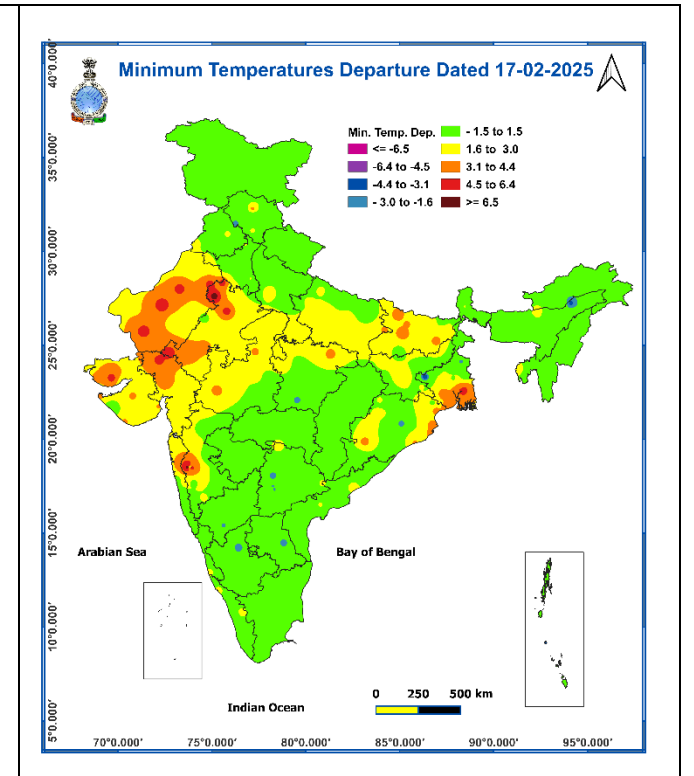 Minimum Temperatures Departure Dated 17-02-2025
Min. Temp. Dep.
<= -6.5
-6.4 to -4.5
-4.4 to -3.1
- 3.0 to -1.6
- 1.5 to 1.5
1.6 to 3.0
3.1 to 4.4
4.5 to 6.4
>= 6.5
40°0.000'
35°0.000'
30°0.000'
25°0.000'
20°0.000'
15°0.000'
10°0.000'
5°0.000'
Arabian Sea
Bay of Bengal
Indian Ocean
0 250 500 km
70°0.000' 75°0.000' 80°0.000' 85°0.000' 90°0.000' 95°0.000'